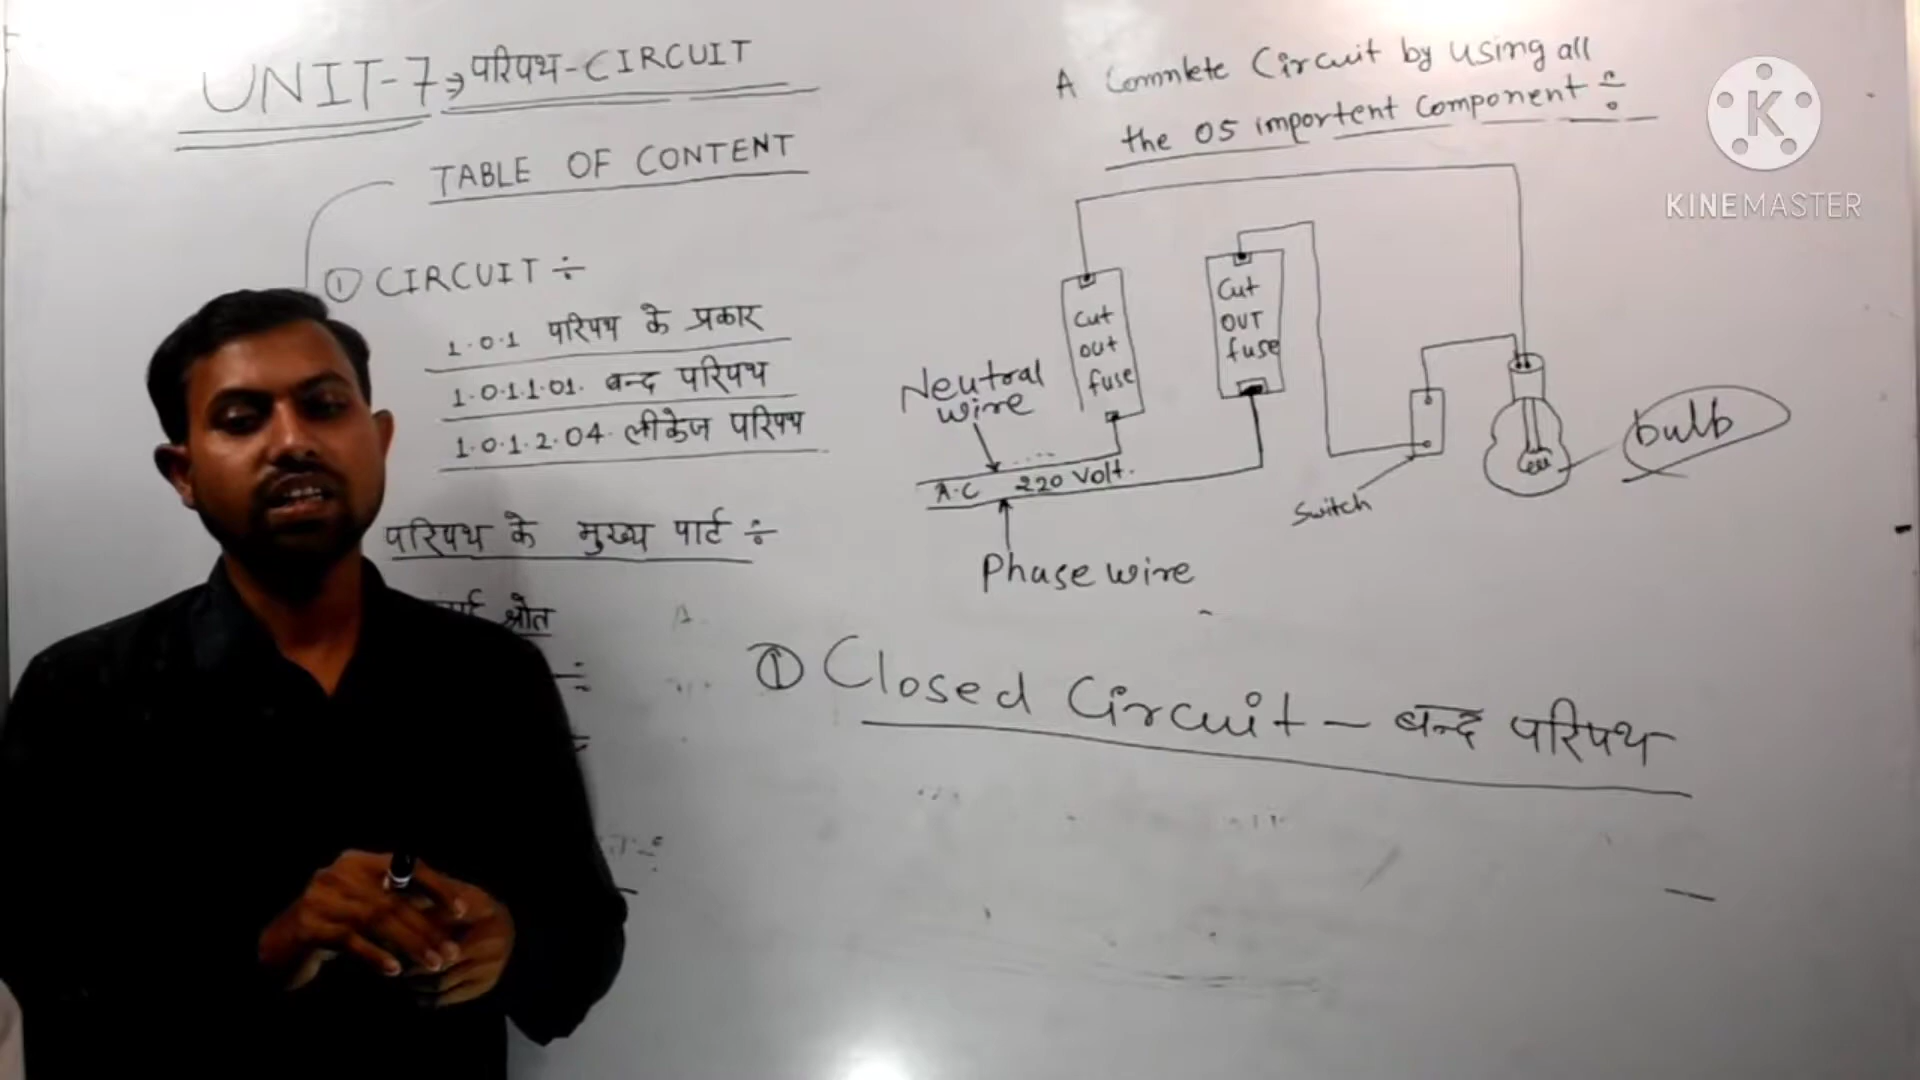 UNIT-7 ⇒ परिपथ-CIRCUIT
TABLE OF CONTENT
① CIRCUIT ÷
1.0.1 परिपथ के प्रकार
1.0.1.1.01. बन्द परिपथ
1.0.1.2.04. लीकेज परिपथ
परिपथ के मुख्य पार्ट ÷
श्रोत
A Comnlete Circuit by using all
the 05 importent Component ÷
Cut
out
fuse
Cut
OUT
fuse
Neutral
wire
A.C 220 Volt.
Phase wire
Switch
bulb
① Closed Circuit - बन्द परिपथ
K
KINEMASTER